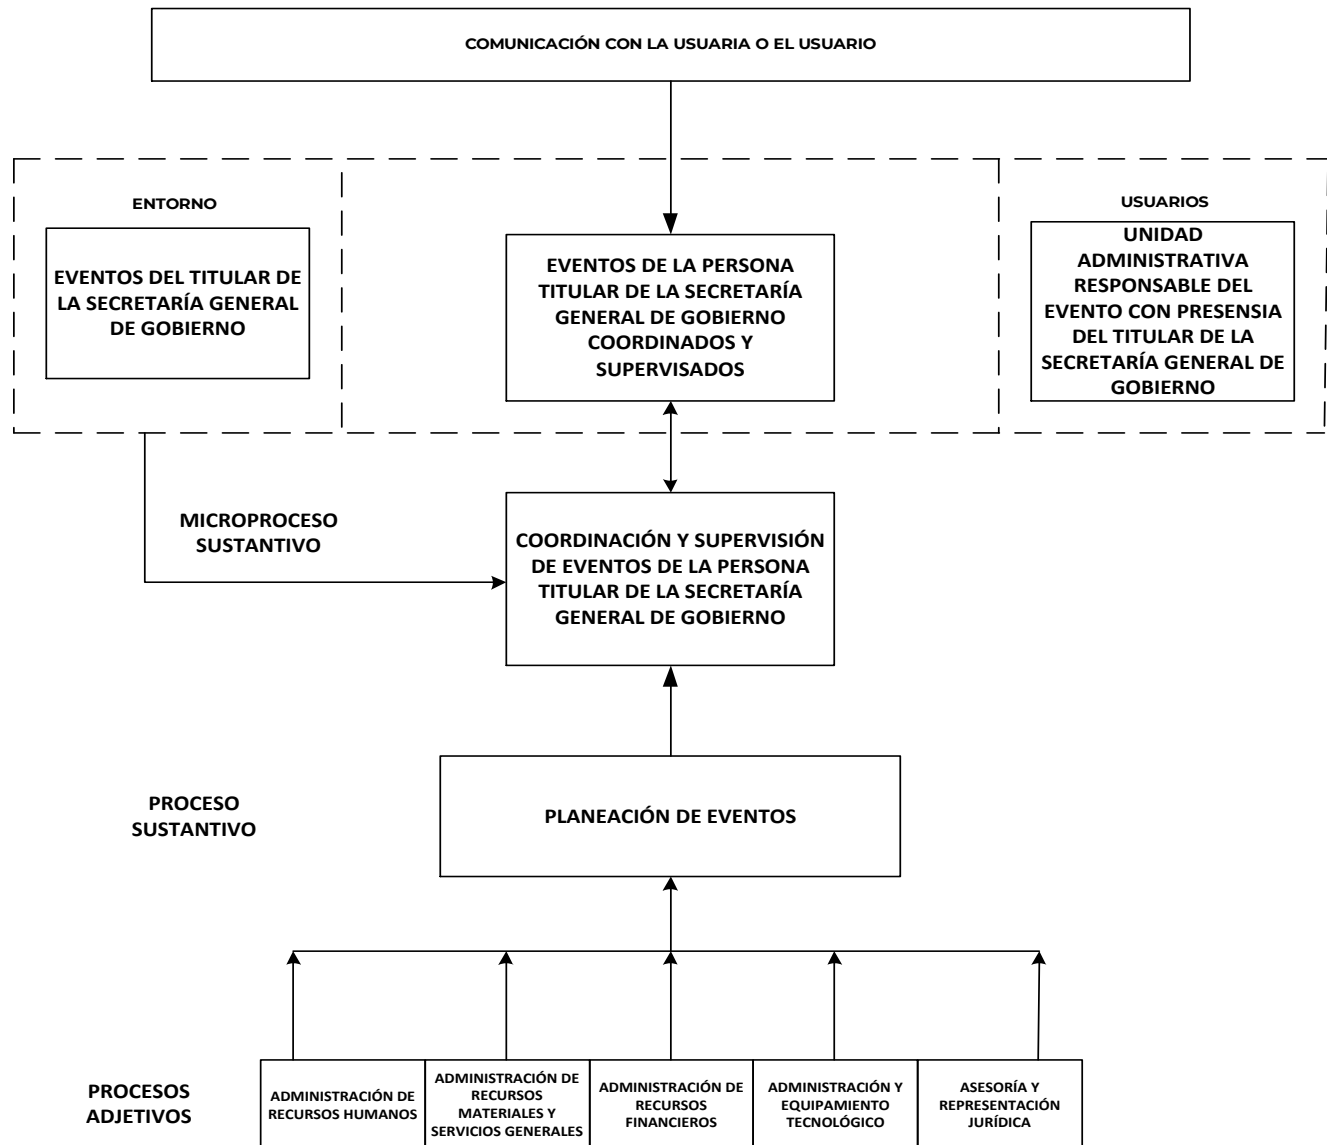 COMUNICACIÓN CON LA USUARIA O EL USUARIO
ENTORNO
EVENTOS DEL TITULAR DE
LA SECRETARÍA GENERAL
DE GOBIERNO
EVENTOS DE LA PERSONA
TITULAR DE LA SECRETARÍA
GENERAL DE GOBIERNO
COORDINADOS Y
SUPERVISADOS
USUARIOS
UNIDAD
ADMINISTRATIVA
RESPONSABLE DEL
EVENTO CON PRESENSIA
DEL TITULAR DE LA
SECRETARÍA GENERAL DE
GOBIERNO
MICROPROCESO
SUSTANTIVO
COORDINACIÓN Y SUPERVISIÓN
DE EVENTOS DE LA PERSONA
TITULAR DE LA SECRETARÍA
GENERAL DE GOBIERNO
PROCESO
SUSTANTIVO
PLANEACIÓN DE EVENTOS
PROCESOS
ADJETIVOS
ADMINISTRACIÓN DE
RECURSOS HUMANOS
ADMINISTRACIÓN DE
RECURSOS
MATERIALES Y
SERVICIOS GENERALES
ADMINISTRACIÓN DE
RECURSOS
FINANCIEROS
ADMINISTRACIÓN Y
EQUIPAMIENTO
TECNOLÓGICO
ASESORÍA Y
REPRESENTACIÓN
JURÍDICA